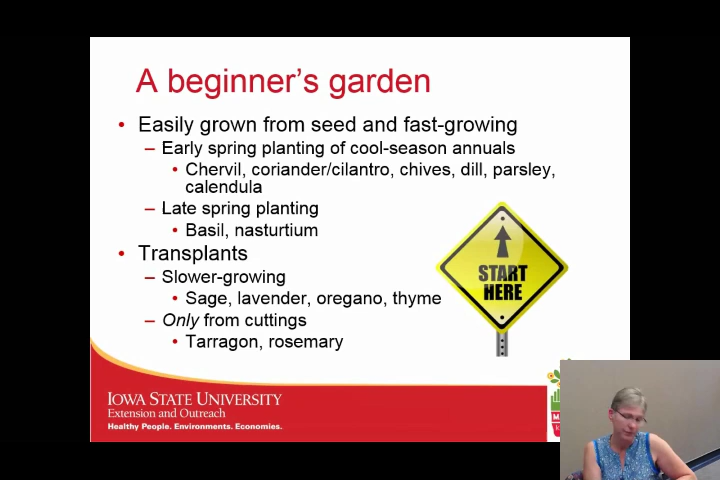 A beginner's garden
• Easily grown from seed and fast-growing
– Early spring planting of cool-season annuals
• Chervil, coriander/cilantro, chives, dill, parsley,
calendula
– Late spring planting
• Basil, nasturtium
• Transplants
– Slower-growing
• Sage, lavender, oregano, thyme
– Only from cuttings
• Tarragon, rosemary
START
HERE
IOWA STATE UNIVERSITY
Extension and Outreach
Healthy People. Environments. Economies.